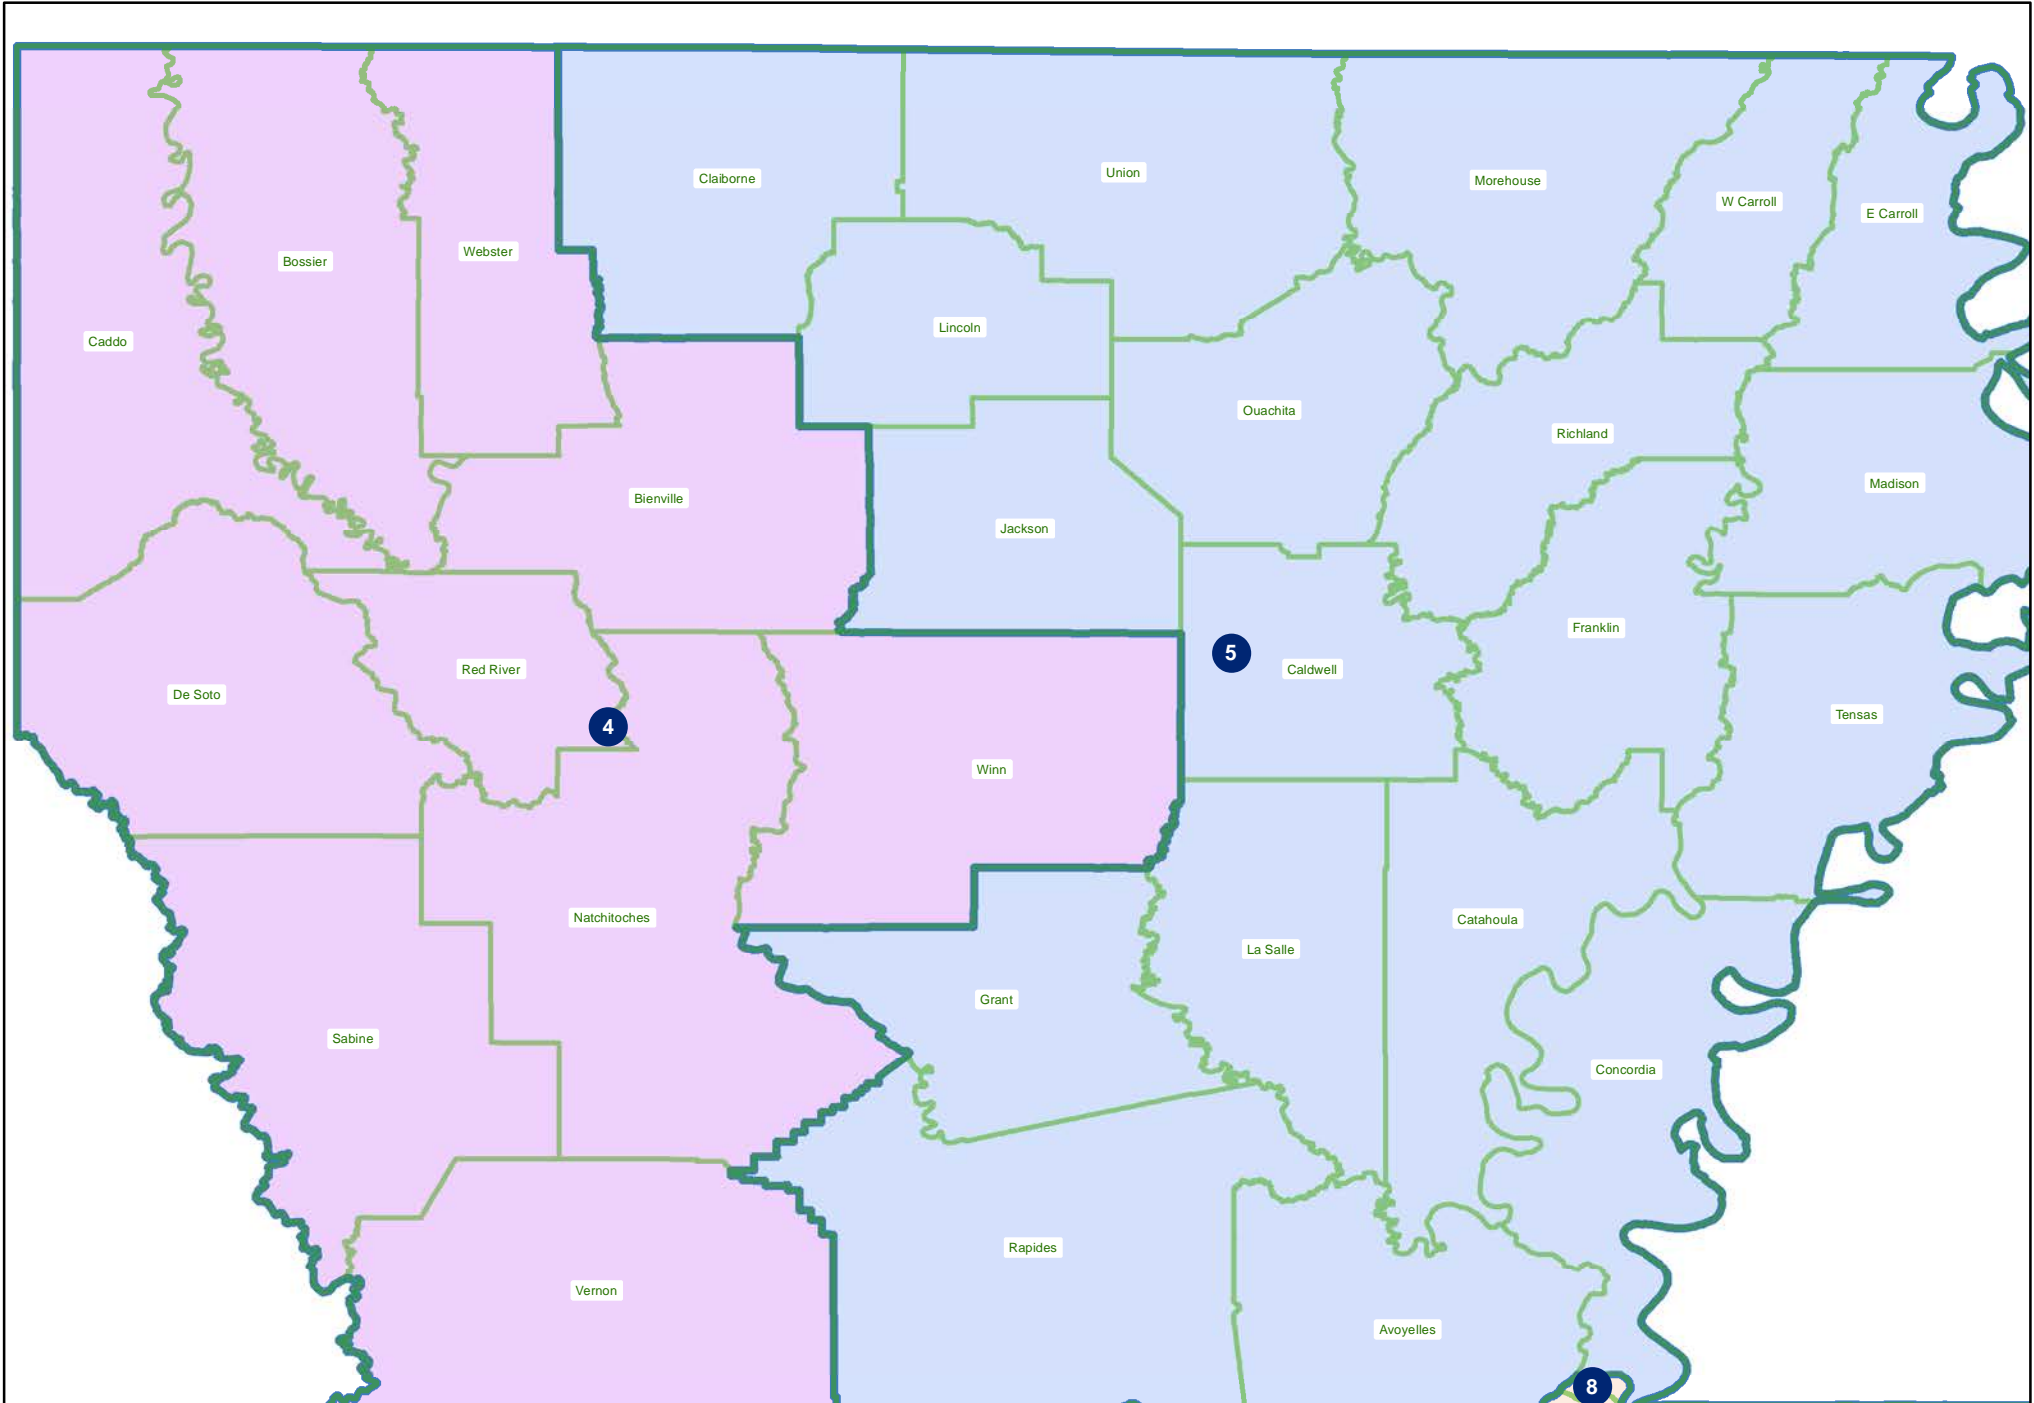 Union
Claiborne
Morehouse
W Carroll
E Carroll
Webster
Bossier
Lincoln
Caddo
Ouachita
Richland
Madison
Bienville
Jackson
Franklin
5
Caldwell
Red River
De Soto
Tensas
4
Winn
Natchitoches
Catahoula
La Salle
Grant
Sabine
Concordia
Rapides
Vernon
Avoyelles
8